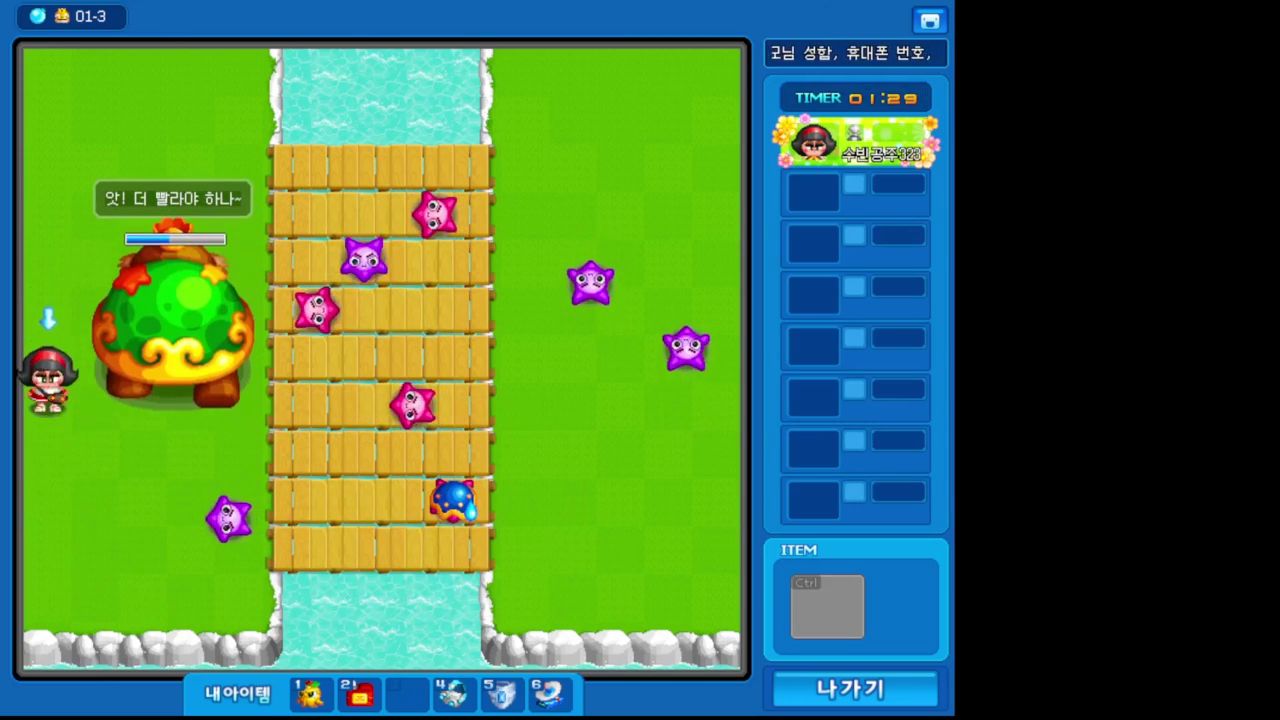 01-3
모님 성함, 휴대폰 번호,
TIMER 01:29
수빈공주323
앗! 더 빨라야 하나~
ITEM
Ctrl
내아이템
1
2
4
5
6
나가기